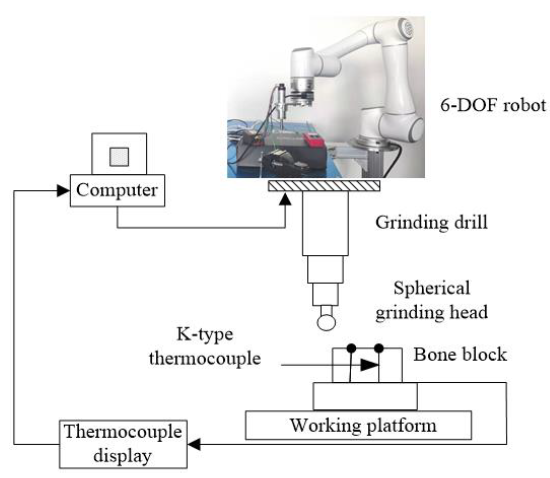 6-DOF robot
Computer
Grinding drill
Spherical
grinding head
K-type
thermocouple
Bone block
Working platform
Thermocouple
display